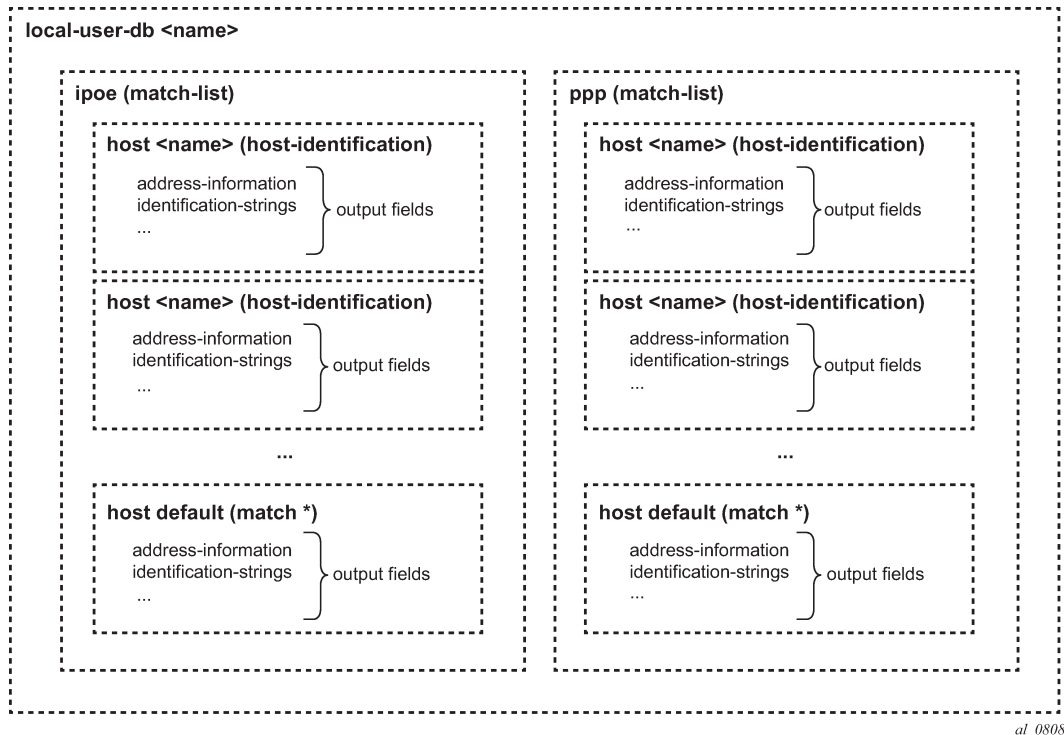 local-user-db <name>
ipoe (match-list)
host <name> (host-identification)
address-information
identification-strings
...
output fields
host <name> (host-identification)
address-information
identification-strings
...
output fields
...
host default (match *)
address-information
identification-strings
...
output fields
ppp (match-list)
host <name> (host-identification)
address-information
identification-strings
...
output fields
host <name> (host-identification)
address-information
identification-strings
...
output fields
...
host default (match *)
address-information
identification-strings
...
output fields
al_0808